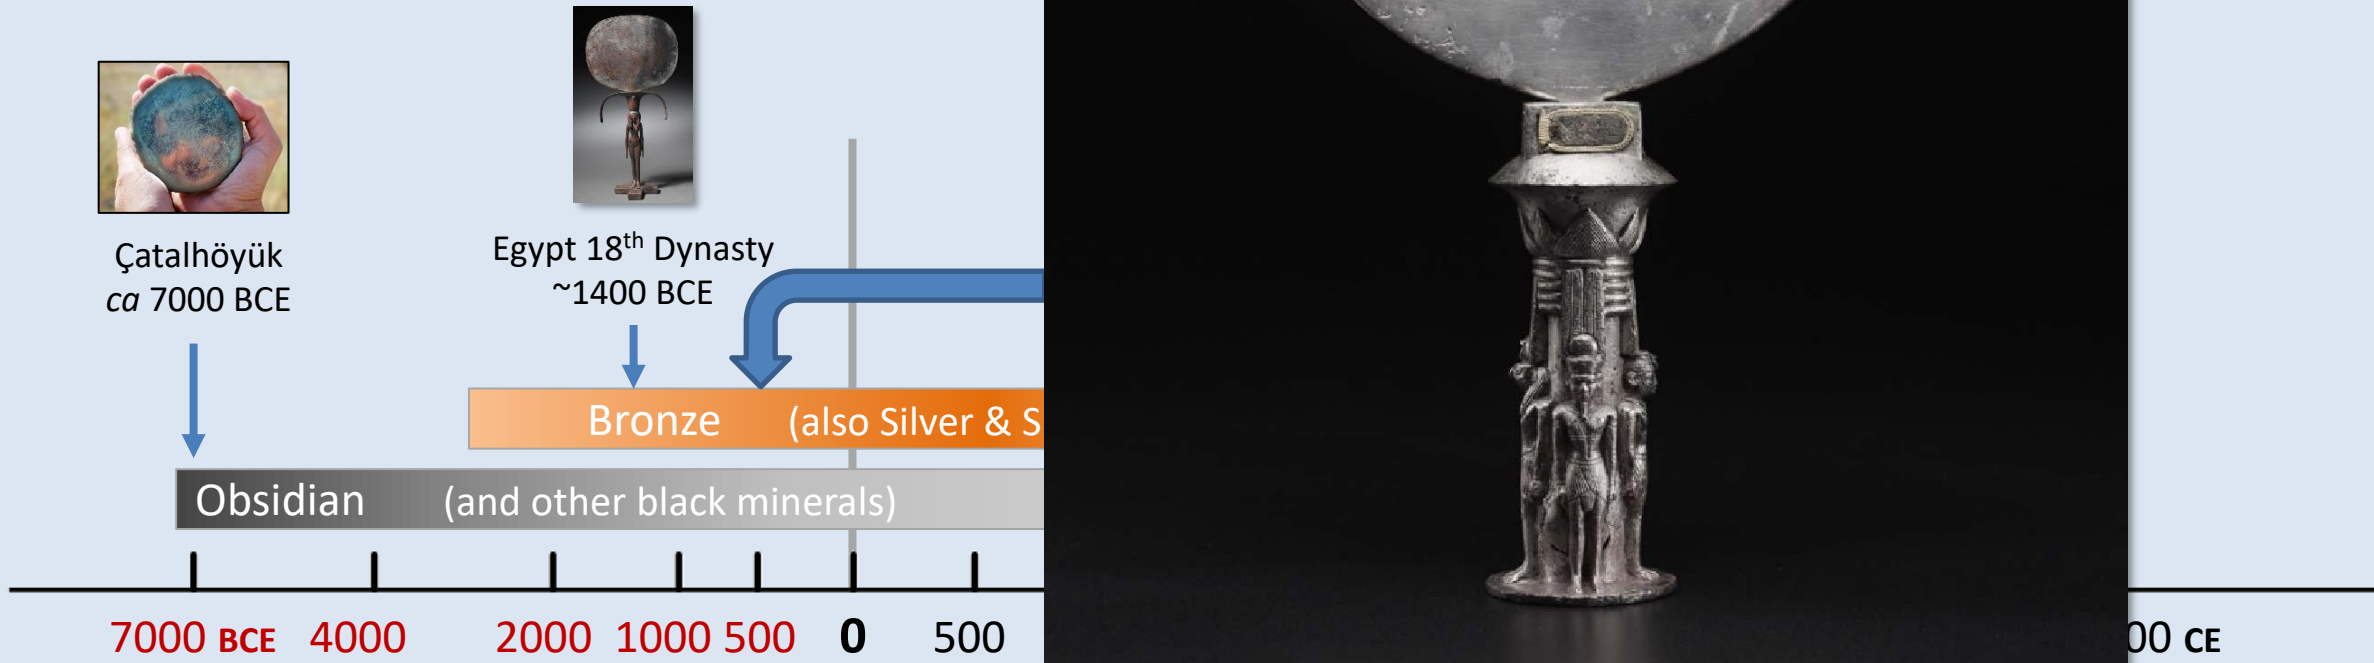 Çatalhöyük
ca 7000 BCE
Egypt 18th Dynasty
~1400 BCE
Bronze (also Silver & S
Obsidian (and other black minerals)
7000 BCE 4000 2000 1000 500 0 500 00 CE